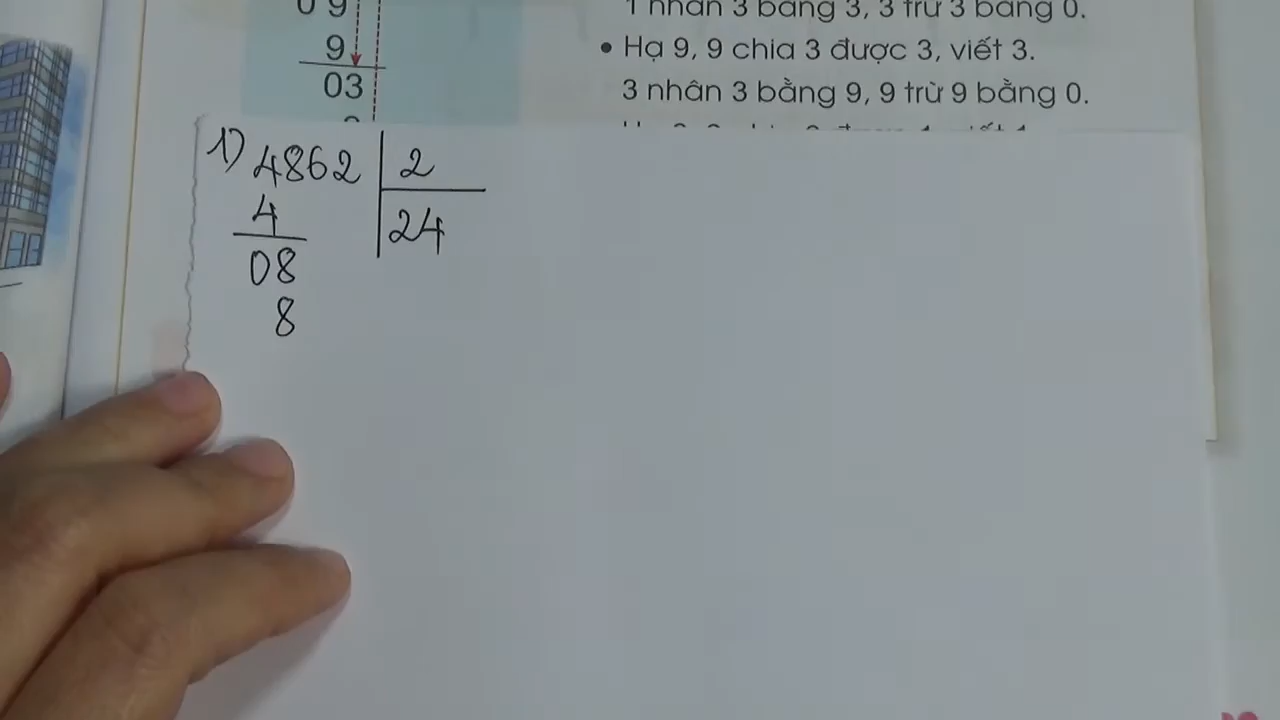 09
9
03
1 nhân 3 bằng 3, 3 trừ 3 bằng 0.
• Hạ 9, 9 chia 3 được 3, viết 3.
3 nhân 3 bằng 9, 9 trừ 9 bằng 0.
1) 4862 2
4 24
08
8